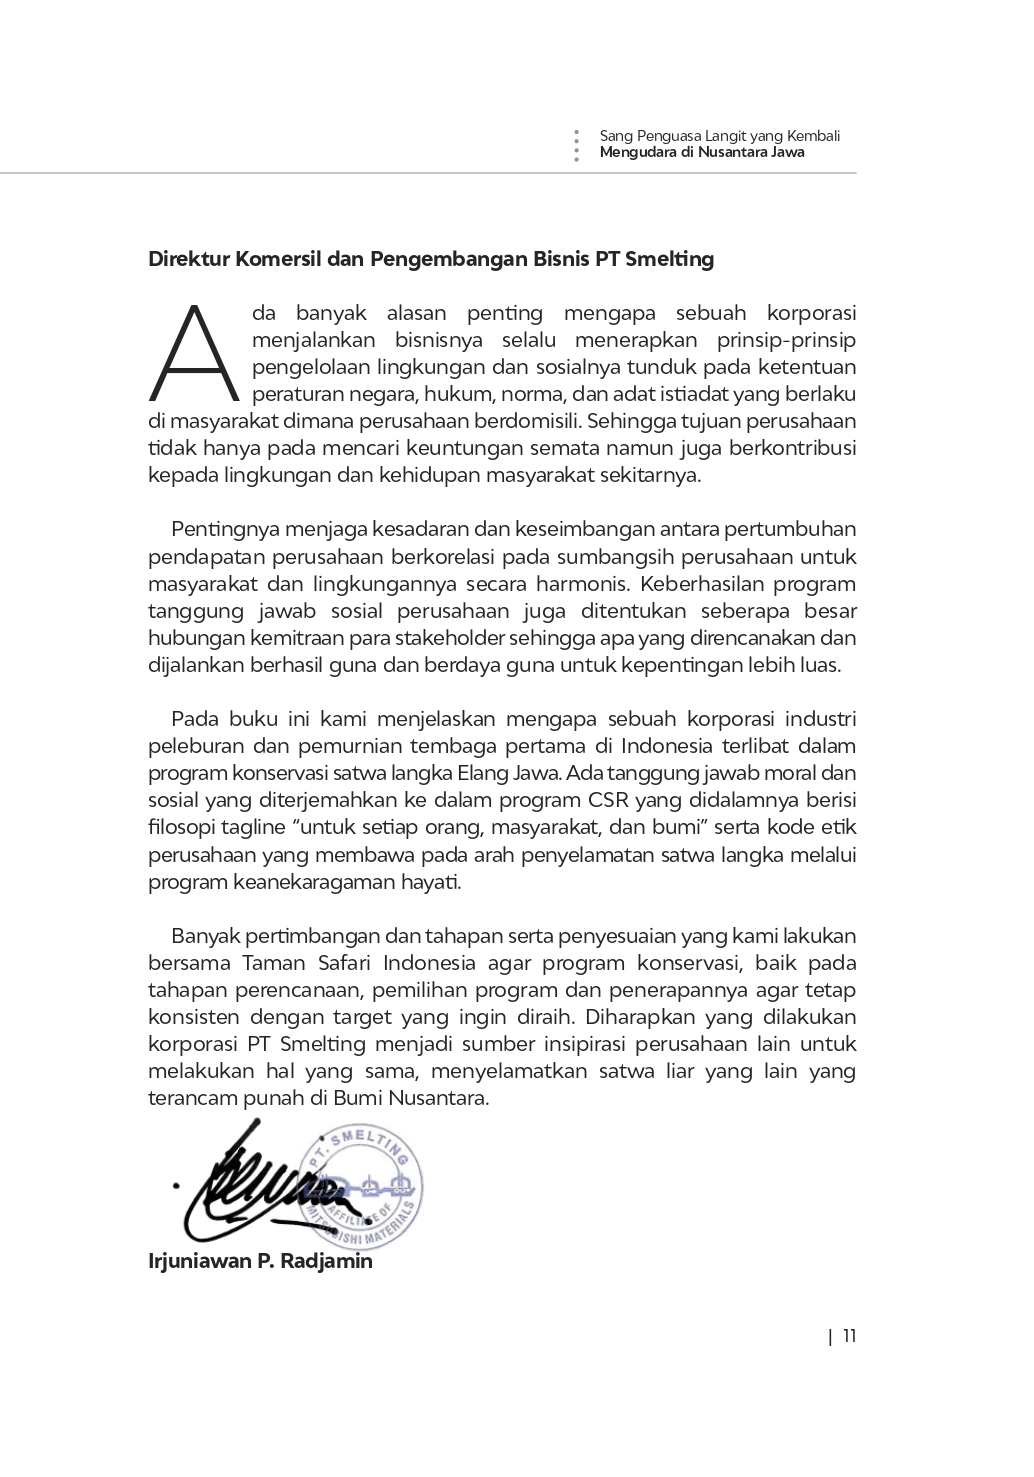 Sang Penguasa Langit yang Kembali
Mengudara di Nusantara Jawa
Direktur Komersil dan Pengembangan Bisnis PT Smelting
Ada banyak alasan penting mengapa sebuah korporasi
menjalankan bisnisnya selalu menerapkan prinsip-prinsip
pengelolaan lingkungan dan sosialnya tunduk pada ketentuan
peraturan negara, hukum, norma, dan adat istiadat yang berlaku
di masyarakat dimana perusahaan berdomisili. Sehingga tujuan perusahaan
tidak hanya pada mencari keuntungan semata namun juga berkontribusi
kepada lingkungan dan kehidupan masyarakat sekitarnya.
Pentingnya menjaga kesadaran dan keseimbangan antara pertumbuhan
pendapatan perusahaan berkorelasi pada sumbangsih perusahaan untuk
masyarakat dan lingkungannya secara harmonis. Keberhasilan program
tanggung jawab sosial perusahaan juga ditentukan seberapa besar
hubungan kemitraan para stakeholder sehingga apa yang direncanakan dan
dijalankan berhasil guna dan berdaya guna untuk kepentingan lebih luas.
Pada buku ini kami menjelaskan mengapa sebuah korporasi industri
peleburan dan pemurnian tembaga pertama di Indonesia terlibat dalam
program konservasi satwa langka Elang Jawa. Ada tanggung jawab moral dan
sosial yang diterjemahkan ke dalam program CSR yang didalamnya berisi
filosopi tagline “untuk setiap orang, masyarakat, dan bumi” serta kode etik
perusahaan yang membawa pada arah penyelamatan satwa langka melalui
program keanekaragaman hayati.
Banyak pertimbangan dan tahapan serta penyesuaian yang kami lakukan
bersama Taman Safari Indonesia agar program konservasi, baik pada
tahapan perencanaan, pemilihan program dan penerapannya agar tetap
konsisten dengan target yang ingin diraih. Diharapkan yang dilakukan
korporasi PT Smelting menjadi sumber insipirasi perusahaan lain untuk
melakukan hal yang sama, menyelamatkan satwa liar yang lain yang
terancam punah di Bumi Nusantara.
PT. SMELTING
AFFILIATE OF
MITSUBISHI MATERIALS
Irjuniawan P. Radjamin
| 11